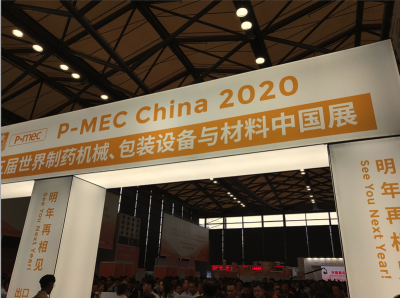 P-MEC
P-MEC China 2020
届世界制药机械、包装设备与材料中国展
明年再相见
See You Next Year!
出口
明年再相见
See You Next Year!